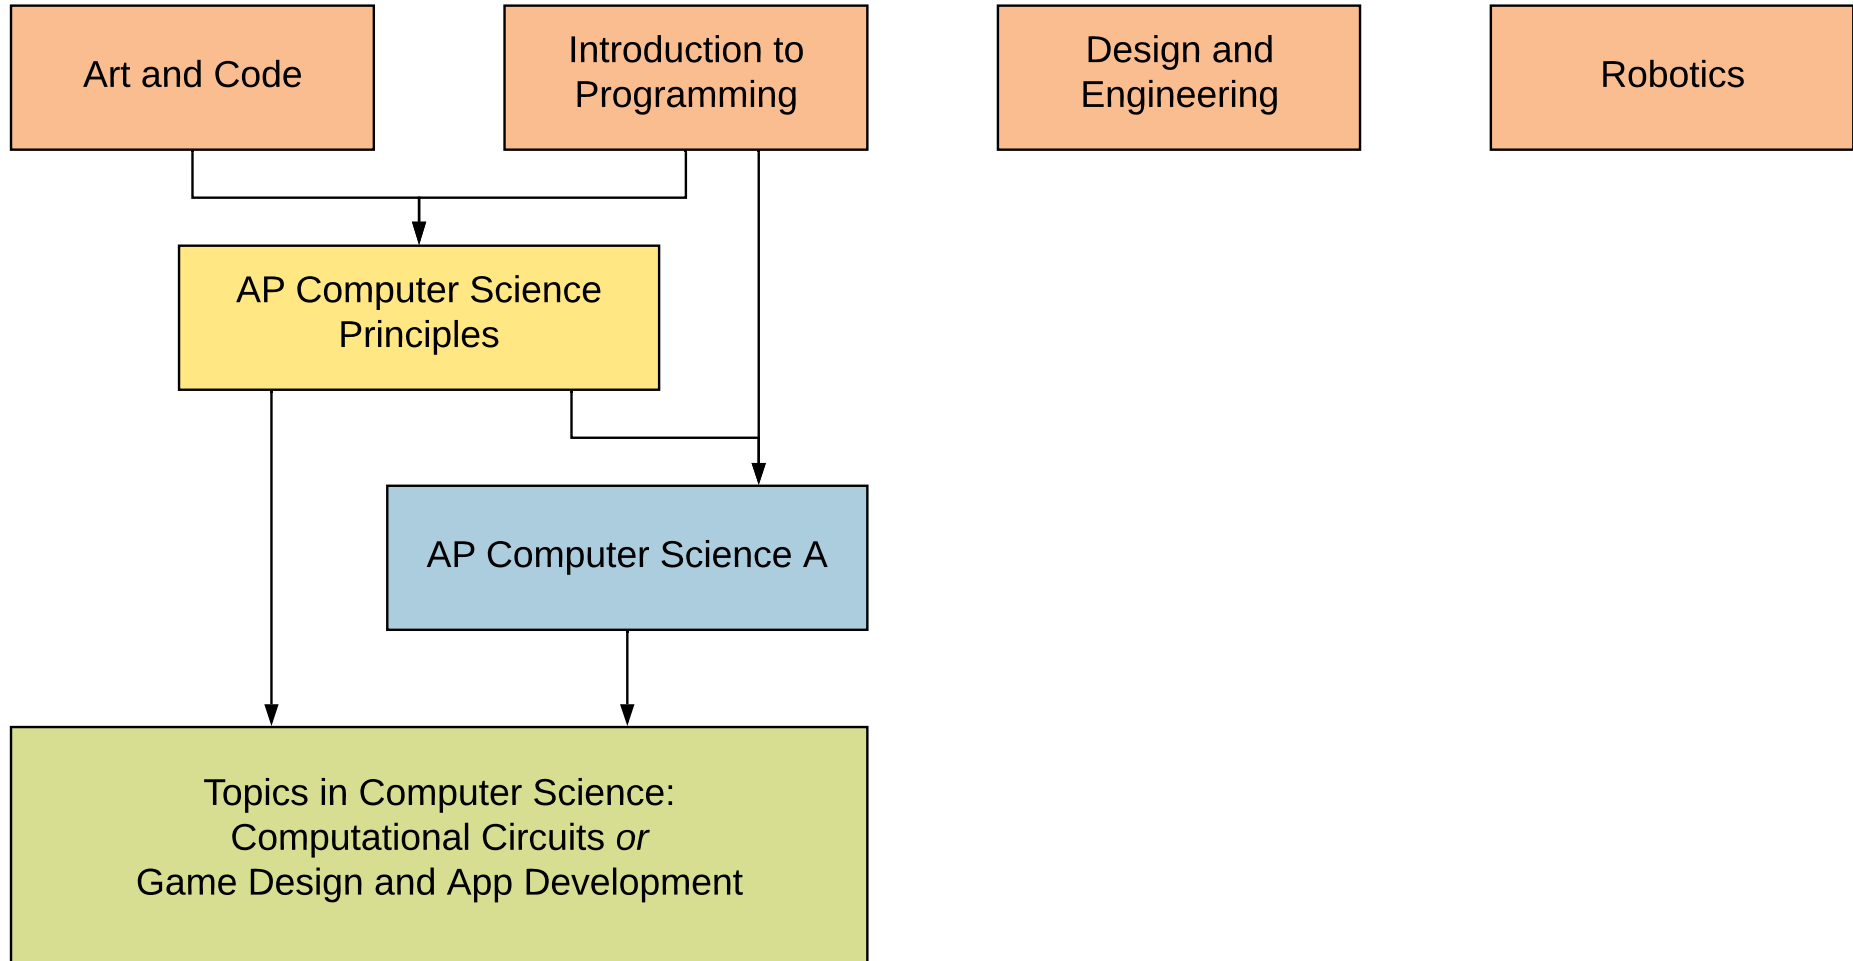 Art and Code
Introduction to
Programming
Design and
Engineering
Robotics
AP Computer Science
Principles
AP Computer Science A
Topics in Computer Science:
Computational Circuits or
Game Design and App Development